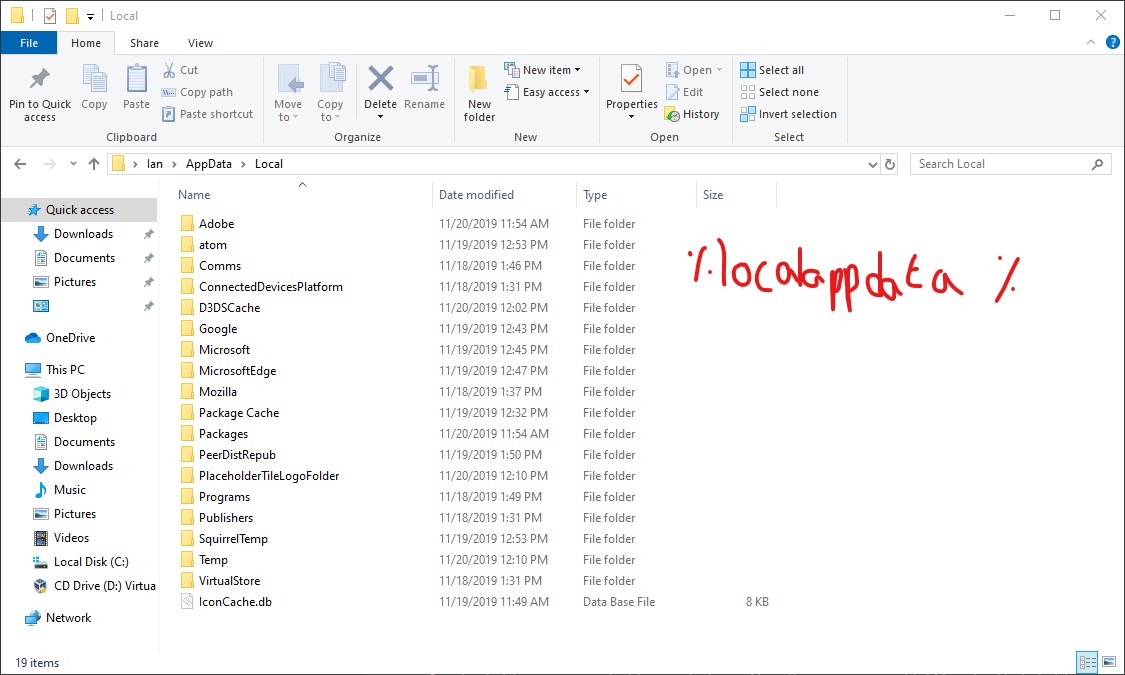 Local
File Home Share View
Pin to Quick access
Copy
Paste
Cut
Copy path
Paste shortcut
Clipboard
Move to
Copy to
Delete
Rename
Organize
New folder
New item
Easy access
New
Properties
Open
Edit
History
Open
Select all
Select none
Invert selection
Select
Ian > AppData > Local
Search Local
Name Date modified Type Size
Quick access
Downloads
Documents
Pictures
OneDrive
This PC
3D Objects
Desktop
Documents
Downloads
Music
Pictures
Videos
Local Disk (C:)
CD Drive (D:) Virtua
Network
Adobe 11/20/2019 11:54 AM File folder
atom 11/19/2019 12:53 PM File folder
Comms 11/18/2019 1:46 PM File folder
ConnectedDevicesPlatform 11/18/2019 1:31 PM File folder
D3DSCache 11/20/2019 12:02 PM File folder
Google 11/19/2019 12:43 PM File folder
Microsoft 11/19/2019 12:45 PM File folder
MicrosoftEdge 11/19/2019 12:47 PM File folder
Mozilla 11/18/2019 1:37 PM File folder
Package Cache 11/19/2019 12:32 PM File folder
Packages 11/20/2019 11:54 AM File folder
PeerDistRepub 11/19/2019 1:50 PM File folder
PlaceholderTileLogoFolder 11/20/2019 12:10 PM File folder
Programs 11/18/2019 1:49 PM File folder
Publishers 11/18/2019 1:31 PM File folder
SquirrelTemp 11/19/2019 12:53 PM File folder
Temp 11/20/2019 12:10 PM File folder
VirtualStore 11/18/2019 1:31 PM File folder
IconCache.db 11/19/2019 11:49 AM Data Base File 8 KB
%localappdata %
19 items